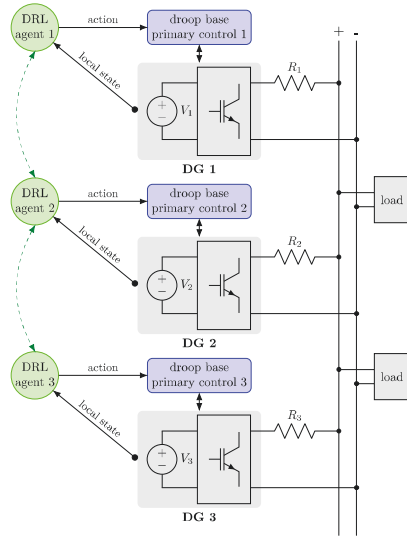 DRL
agent 1
action
droop base
primary control 1
local state
V1
R1
+
-
+
−
DG 1
DRL
agent 2
action
droop base
primary control 2
local state
V2
R2
+
−
load
DG 2
DRL
agent 3
action
droop base
primary control 3
local state
V3
R3
+
−
load
DG 3